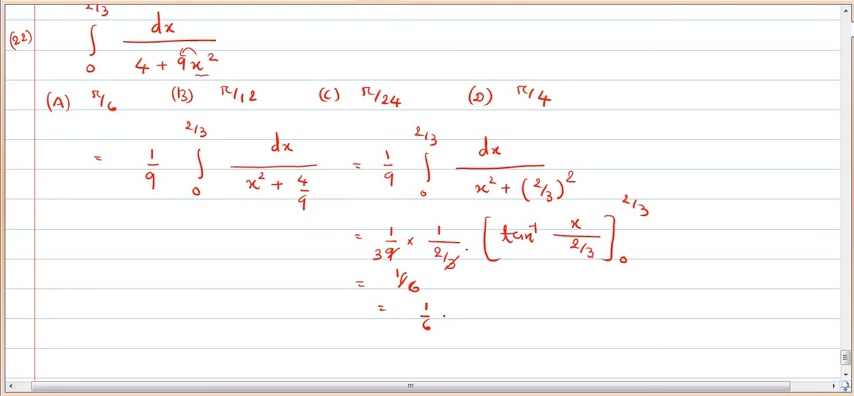 (22) ∫₀^{2/3} dx / (4 + 9x²)
(A) π/6 (B) π/12 (C) π/24 (D) π/4
= 1/9 ∫₀^{2/3} dx / (x² + 4/9) = 1/9 ∫₀^{2/3} dx / (x² + (2/3)²)
= 1/9 3 × 1/(2/3) · [tan⁻¹ x/(2/3)]₀^{2/3}
= 1/6
= 1/6 .